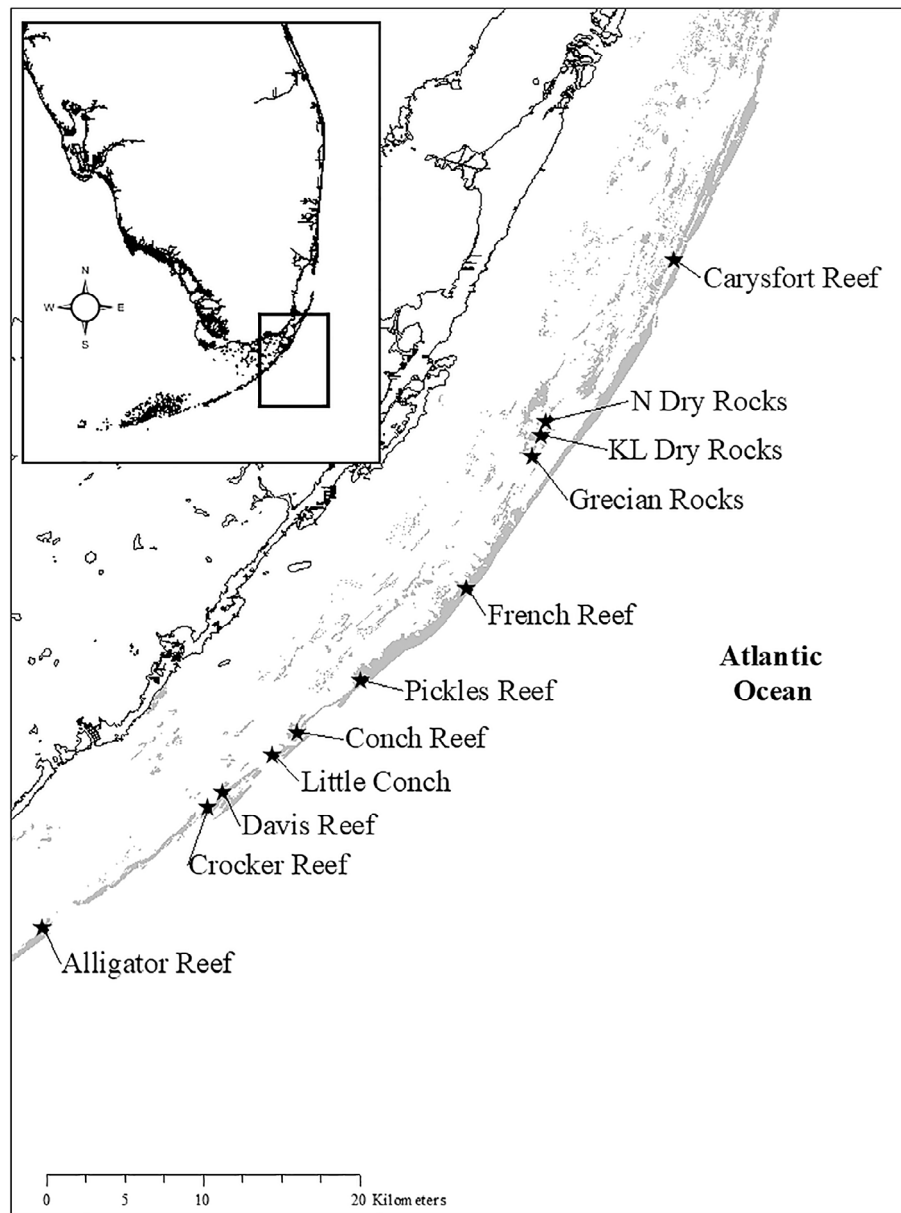 N
W E
S
Carysfort Reef
N Dry Rocks
KL Dry Rocks
Grecian Rocks
French Reef
Atlantic
Ocean
Pickles Reef
Conch Reef
Little Conch
Davis Reef
Crocker Reef
Alligator Reef
0 5 10 20 Kilometers